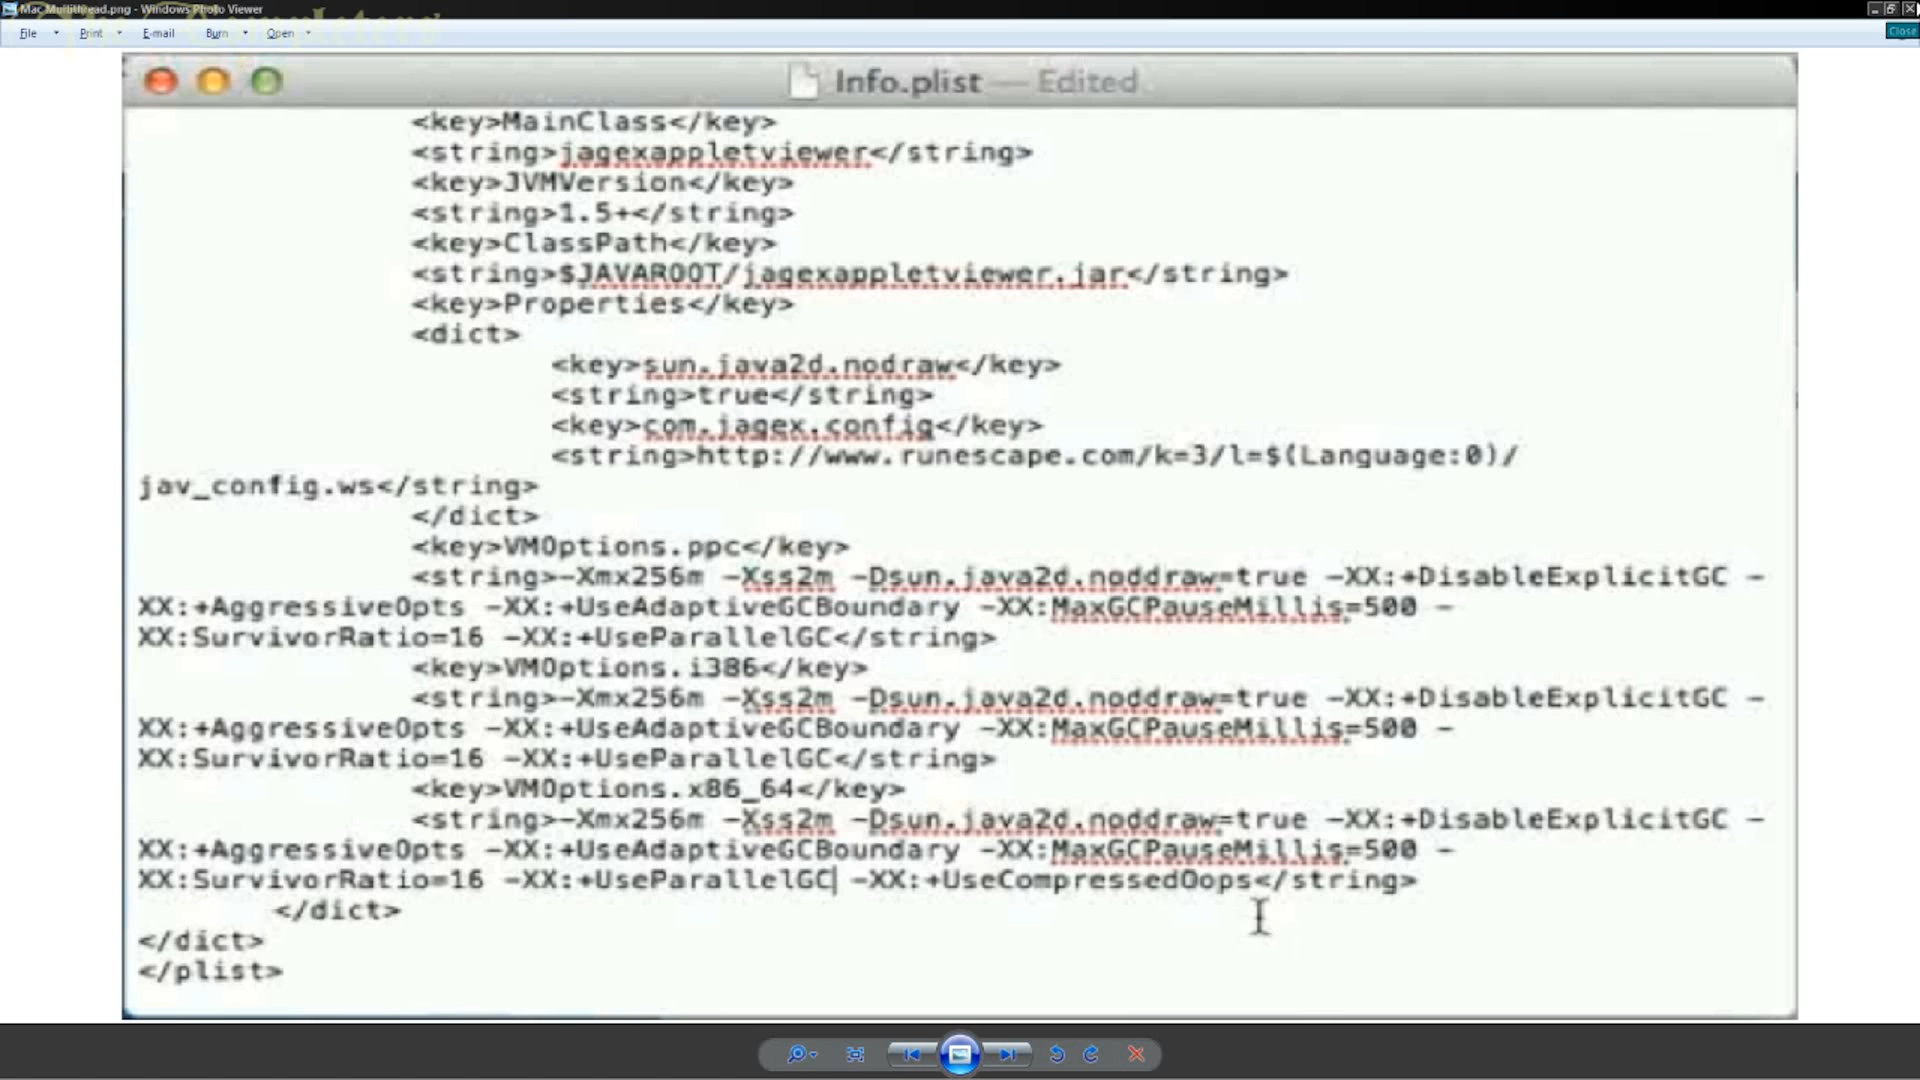 Mac Multithread.png - Windows Photo Viewer
File Print E-mail Burn Open
Close
Info.plist — Edited
<key>MainClass</key>
<string>jagexappletviewer</string>
<key>JVMVersion</key>
<string>1.5+</string>
<key>ClassPath</key>
<string>$JAVAROOT/jagexappletviewer.jar</string>
<key>Properties</key>
<dict>
<key>sun.java2d.nodraw</key>
<string>true</string>
<key>com.jagex.config</key>
<string>http://www.runescape.com/k=3/l=$(Language:0)/
jav_config.ws</string>
</dict>
<key>VMOptions.ppc</key>
<string>-Xmx256m -Xss2m -Dsun.java2d.noddraw=true -XX:+DisableExplicitGC -
XX:+AggressiveOpts -XX:+UseAdaptiveGCBoundary -XX:MaxGCPauseMillis=500 -
XX:SurvivorRatio=16 -XX:+UseParallelGC</string>
<key>VMOptions.i386</key>
<string>-Xmx256m -Xss2m -Dsun.java2d.noddraw=true -XX:+DisableExplicitGC -
XX:+AggressiveOpts -XX:+UseAdaptiveGCBoundary -XX:MaxGCPauseMillis=500 -
XX:SurvivorRatio=16 -XX:+UseParallelGC</string>
<key>VMOptions.x86_64</key>
<string>-Xmx256m -Xss2m -Dsun.java2d.noddraw=true -XX:+DisableExplicitGC -
XX:+AggressiveOpts -XX:+UseAdaptiveGCBoundary -XX:MaxGCPauseMillis=500 -
XX:SurvivorRatio=16 -XX:+UseParallelGC -XX:+UseCompressedOops</string>
</dict>
</dict>
</plist>